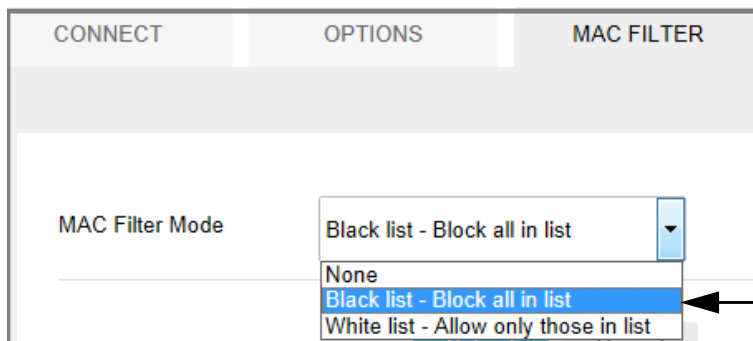 CONNECT OPTIONS MAC FILTER
MAC Filter Mode Black list - Block all in list
None
Black list - Block all in list
White list - Allow only those in list